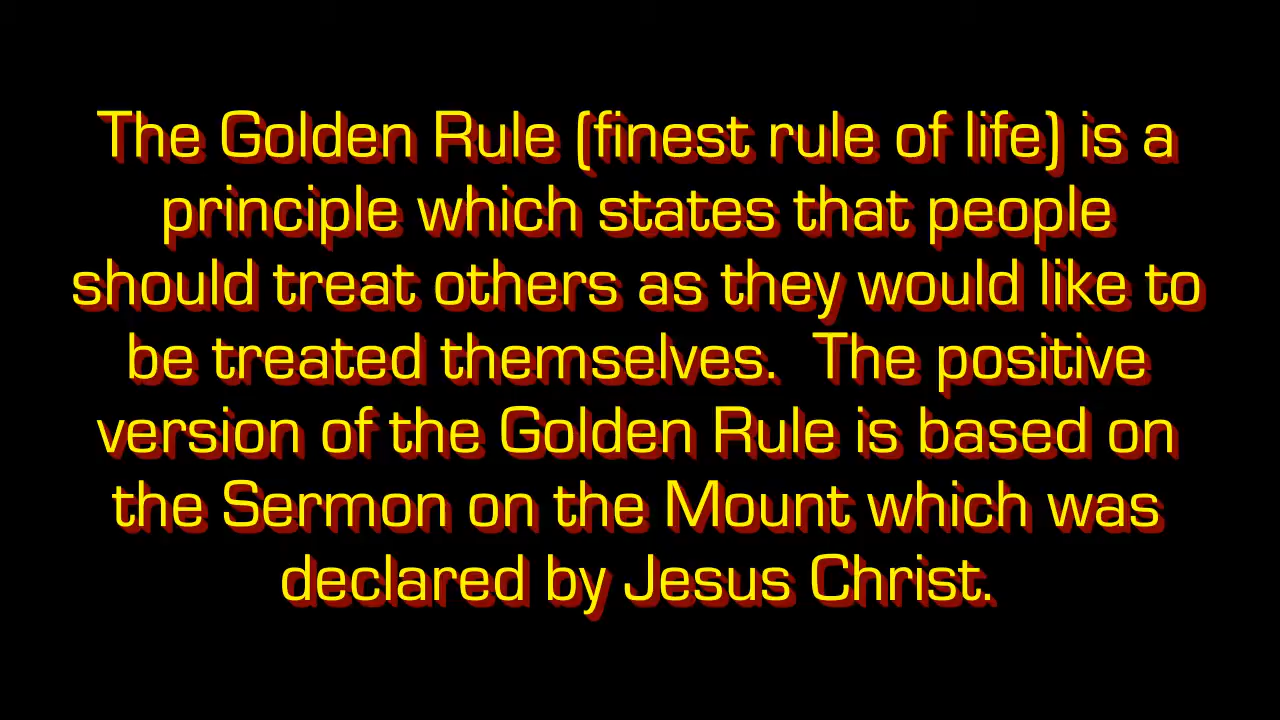 The Golden Rule (finest rule of life) is a
principle which states that people
should treat others as they would like to
be treated themselves.  The positive
version of the Golden Rule is based on
the Sermon on the Mount which was
declared by Jesus Christ.